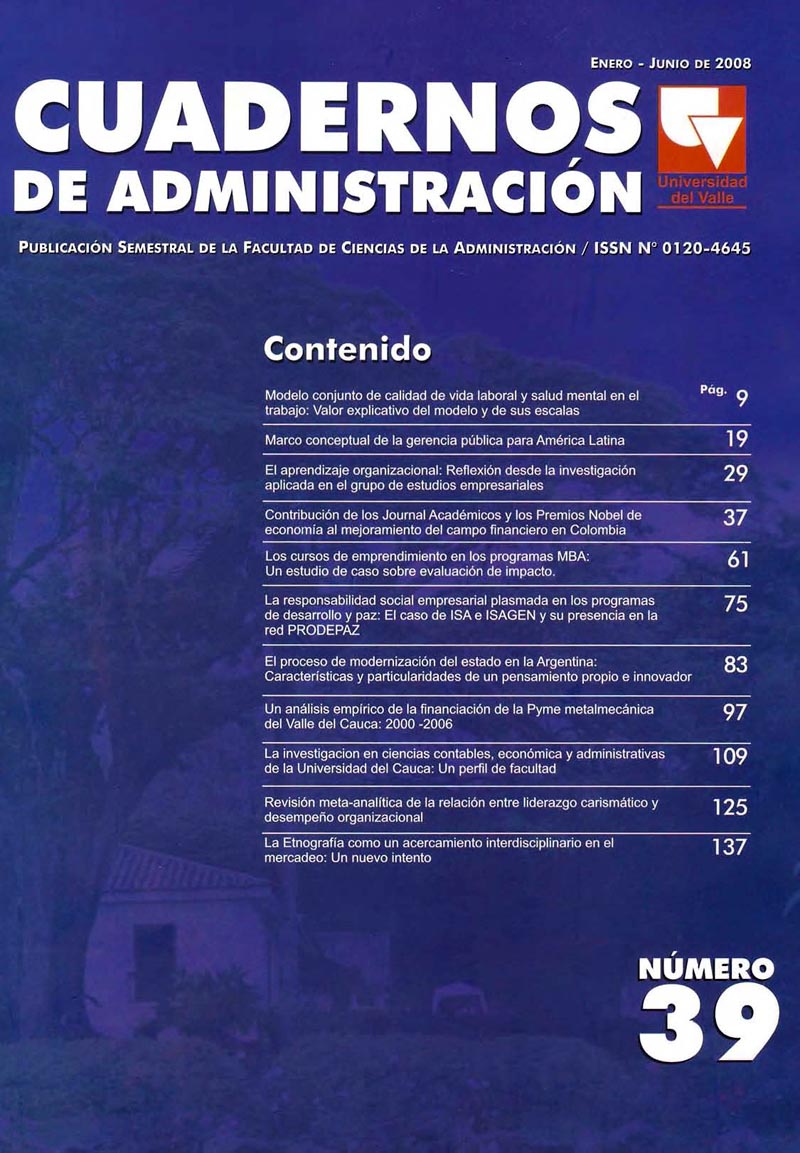 ENERO - JUNIO DE 2008
CUADERNOS
DE ADMINISTRACIÓN
Universidad
del Valle
PUBLICACIÓN SEMESTRAL DE LA FACULTAD DE CIENCIAS DE LA ADMINISTRACIÓN / ISSN N° 0120-4645
Contenido
Pág.
Modelo conjunto de calidad de vida laboral y salud mental en el 9
trabajo: Valor explicativo del modelo y de sus escalas
Marco conceptual de la gerencia pública para América Latina 19
El aprendizaje organizacional: Reflexión desde la investigación 29
aplicada en el grupo de estudios empresariales
Contribución de los Journal Académicos y los Premios Nobel de 37
economía al mejoramiento del campo financiero en Colombia
Los cursos de emprendimiento en los programas MBA: 61
Un estudio de caso sobre evaluación de impacto.
La responsabilidad social empresarial plasmada en los programas 75
de desarrollo y paz: El caso de ISA e ISAGEN y su presencia en la
red PRODEPAZ
El proceso de modernización del estado en la Argentina: 83
Características y particularidades de un pensamiento propio e innovador
Un análisis empírico de la financiación de la Pyme metalmecánica 97
del Valle del Cauca: 2000 -2006
La investigacion en ciencias contables, económica y administrativas 109
de la Universidad del Cauca: Un perfil de facultad
Revisión meta-analítica de la relación entre liderazgo carismático y 125
desempeño organizacional
La Etnografía como un acercamiento interdisciplinario en el 137
mercadeo: Un nuevo intento
NÚMERO
39